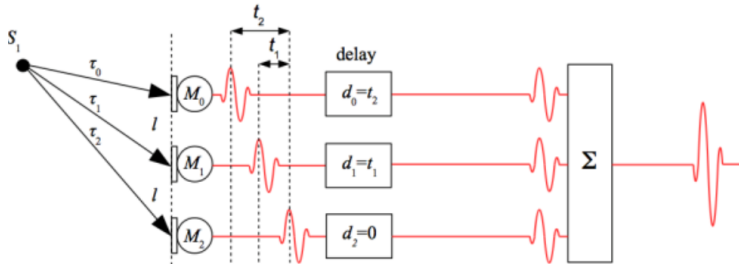 t₂
S₁
t₁
delay
τ₀
M₀
d₀=t₂
τ₁
l
τ₂
M₁
d₁=t₁
Σ
l
M₂
d₂=0